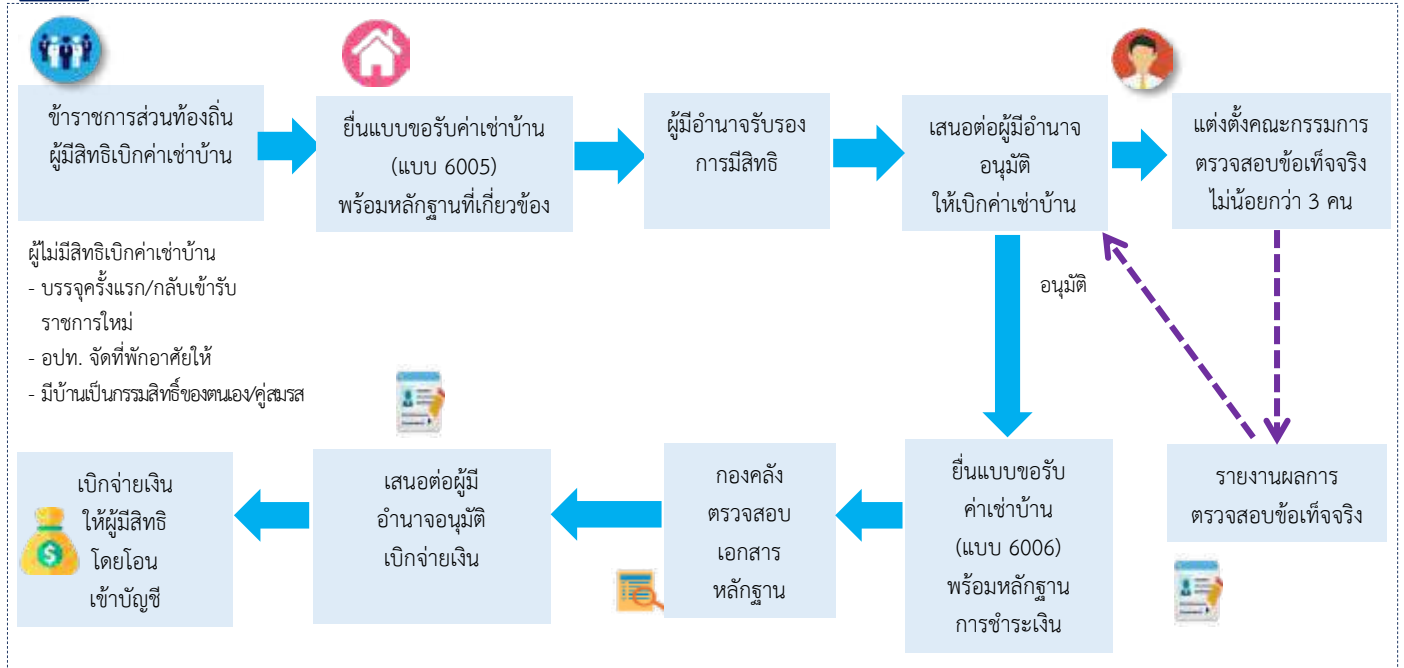 ข้าราชการส่วนท้องถิ่น
ผู้มีสิทธิเบิกค่าเช่าบ้าน
ยื่นแบบขอรับค่าเช่าบ้าน
(แบบ 6005)
พร้อมหลักฐานที่เกี่ยวข้อง
ผู้มีอำนาจรับรอง
การมีสิทธิ
เสนอต่อผู้มีอำนาจ
อนุมัติ
ให้เบิกค่าเช่าบ้าน
แต่งตั้งคณะกรรมการ
ตรวจสอบข้อเท็จจริง
ไม่น้อยกว่า 3 คน
ผู้ไม่มีสิทธิเบิกค่าเช่าบ้าน
- บรรจุครั้งแรก/กลับเข้ารับ
ราชการใหม่
- อปท. จัดที่พักอาศัยให้
- มีบ้านเป็นกรรมสิทธิ์ของตนเอง/คู่สมรส
อนุมัติ
รายงานผลการ
ตรวจสอบข้อเท็จจริง
ยื่นแบบขอรับ
ค่าเช่าบ้าน
(แบบ 6006)
พร้อมหลักฐาน
การชำระเงิน
กองคลัง
ตรวจสอบ
เอกสาร
หลักฐาน
เสนอต่อผู้มี
อำนาจอนุมัติ
เบิกจ่ายเงิน
เบิกจ่ายเงิน
ให้ผู้มีสิทธิ
โดยโอน
เข้าบัญชี